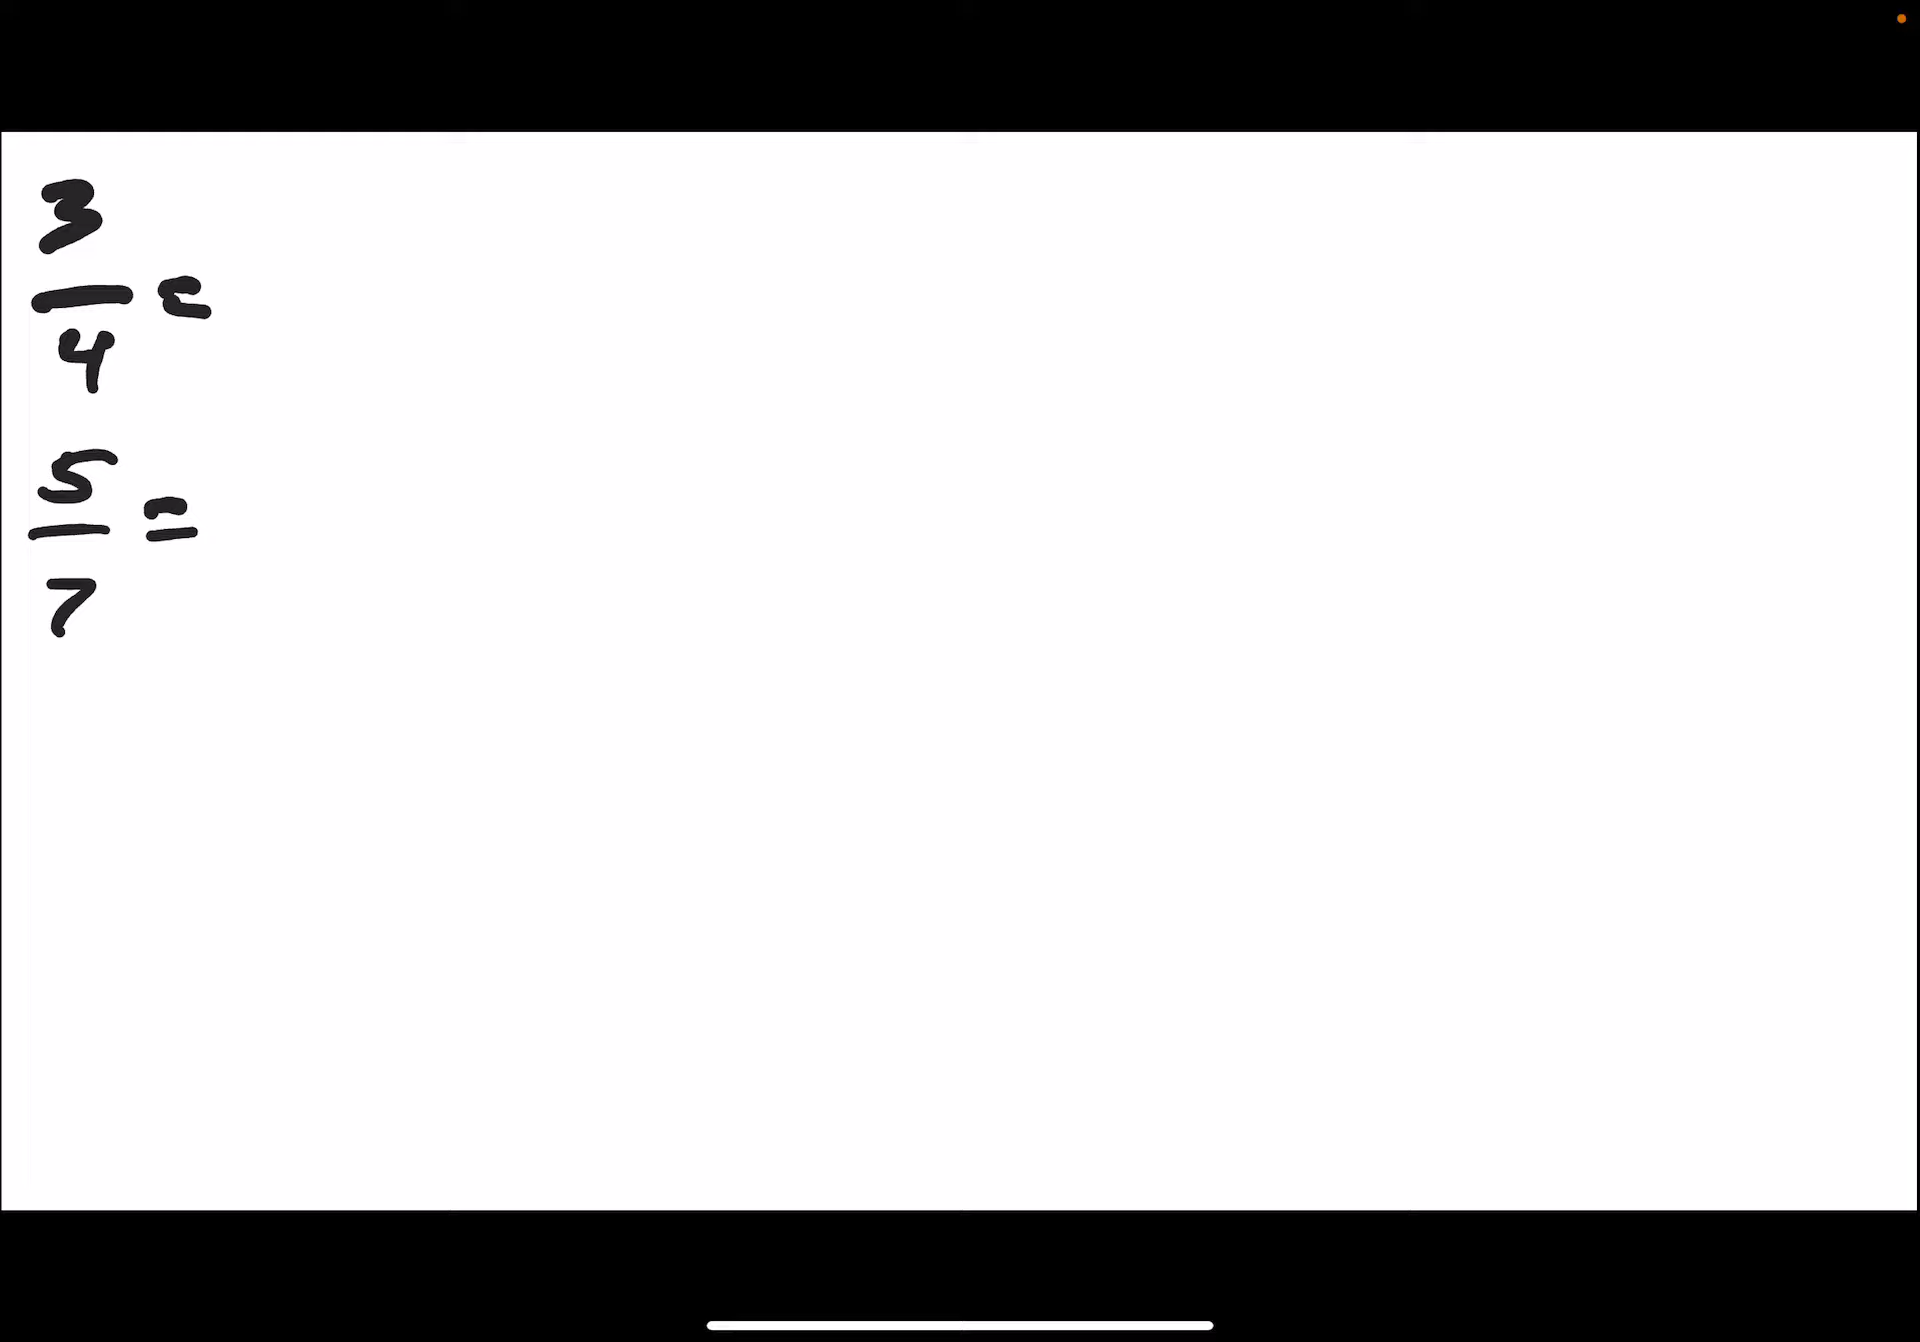 3/4 =
5/7 =